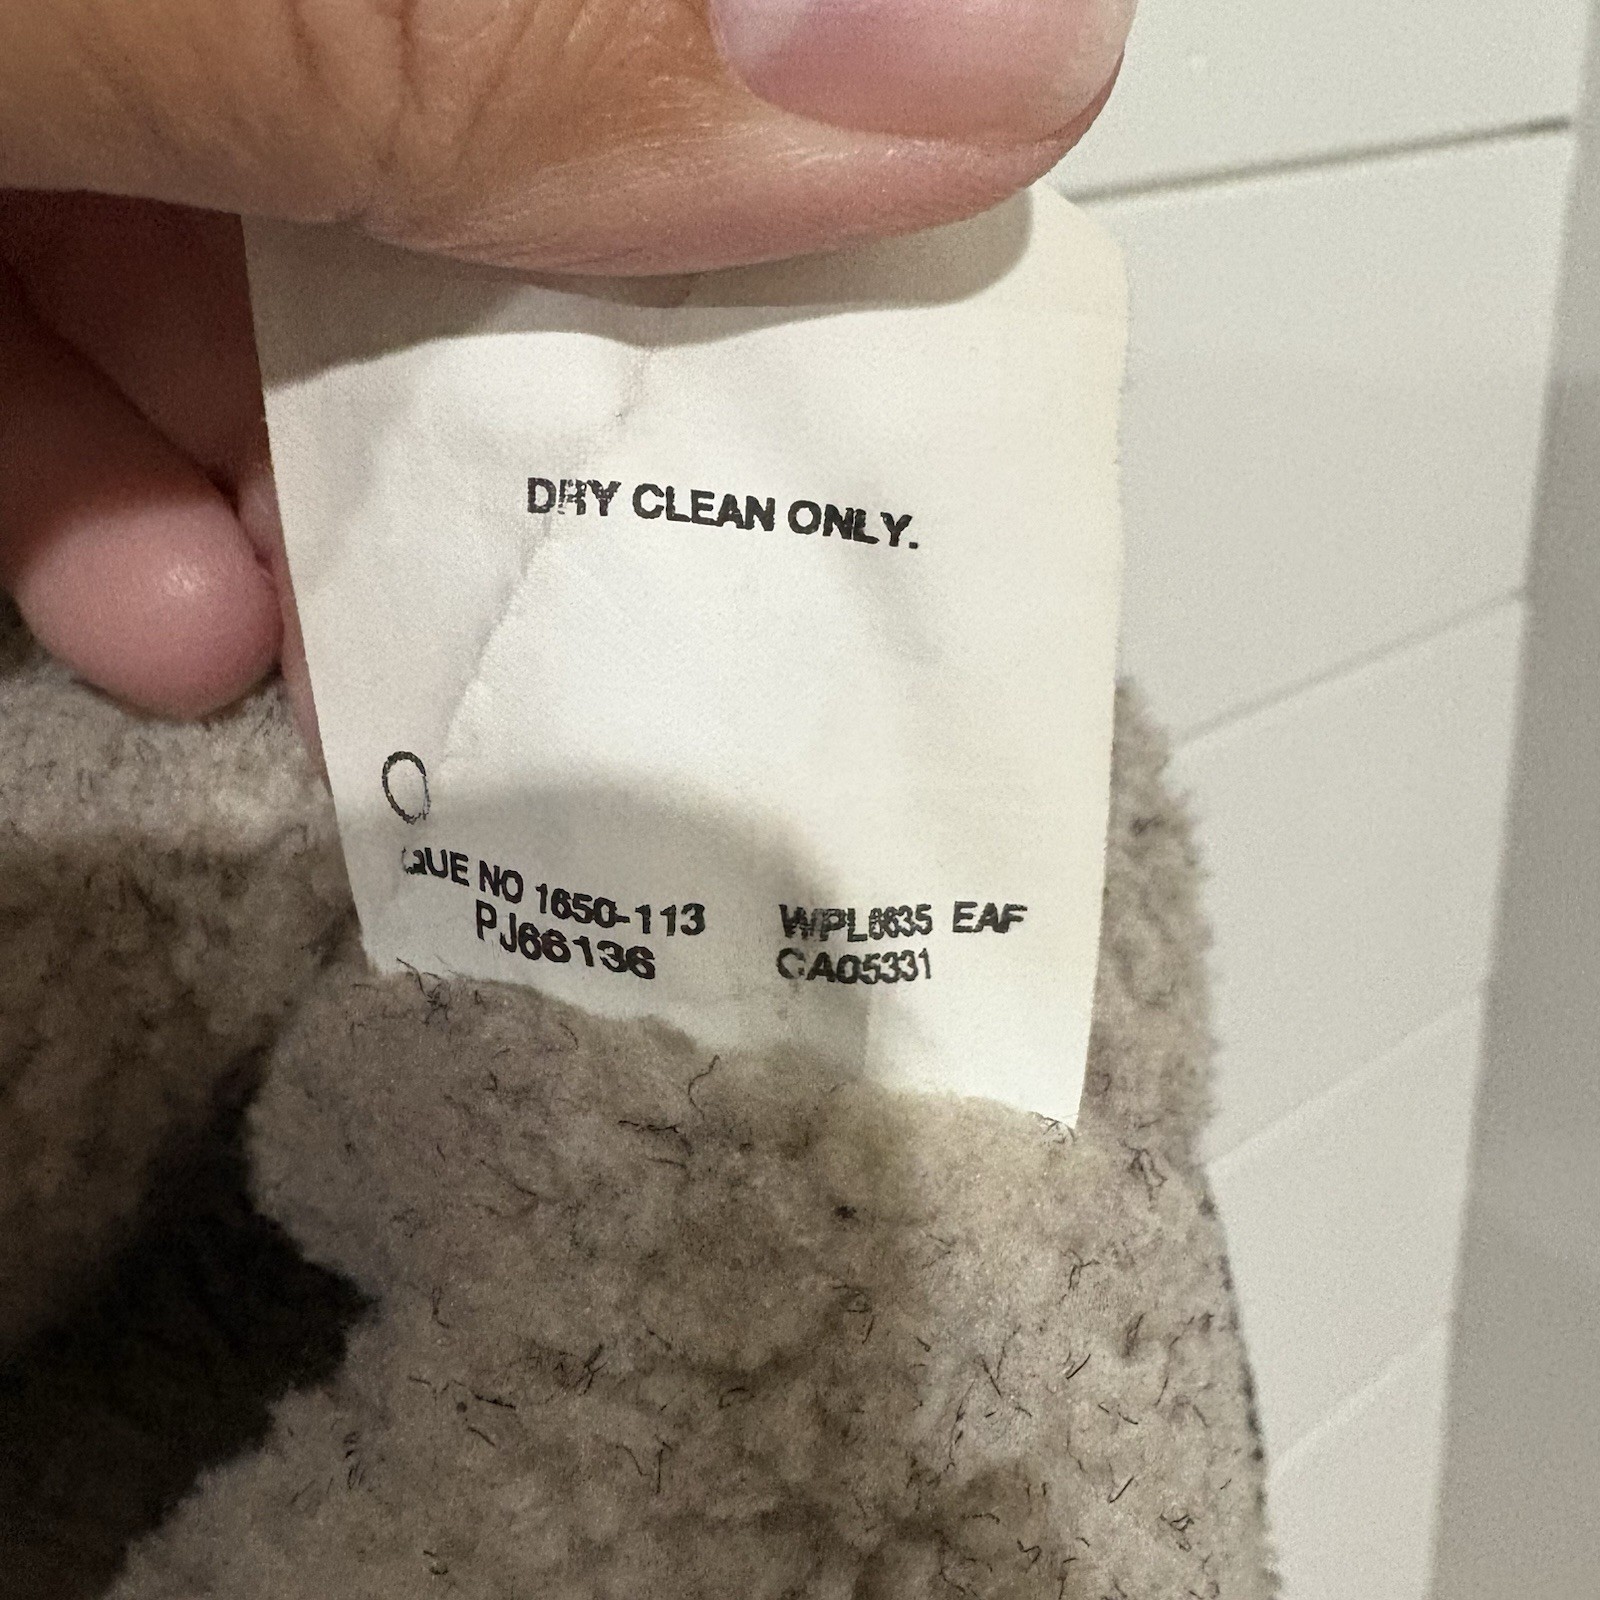 DRY CLEAN ONLY.
QUE NO 1650-113 WPL6635 EAF
PJ66136 CA05331